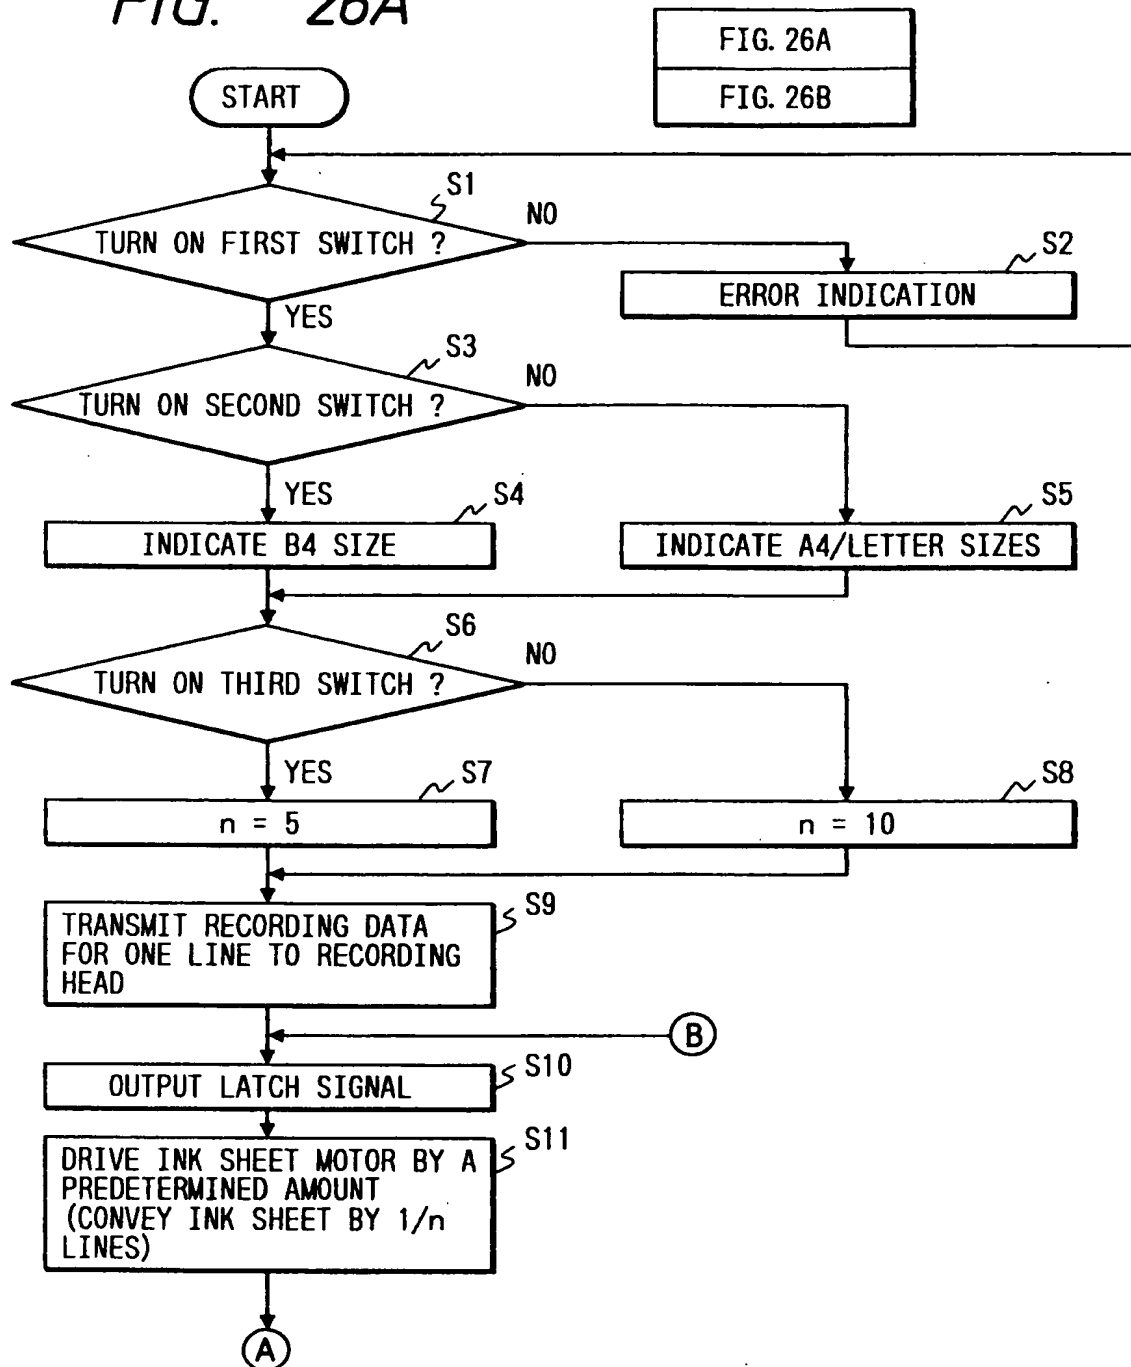 FIG. 26A
FIG. 26A
FIG. 26B
START
S1
TURN ON FIRST SWITCH ?
NO
S2
ERROR INDICATION
YES
S3
TURN ON SECOND SWITCH ?
NO
YES
S4
INDICATE B4 SIZE
S5
INDICATE A4/LETTER SIZES
S6
TURN ON THIRD SWITCH ?
NO
YES
S7
n = 5
S8
n = 10
S9
TRANSMIT RECORDING DATA
FOR ONE LINE TO RECORDING
HEAD
B
S10
OUTPUT LATCH SIGNAL
S11
DRIVE INK SHEET MOTOR BY A
PREDETERMINED AMOUNT
(CONVEY INK SHEET BY 1/n
LINES)
A